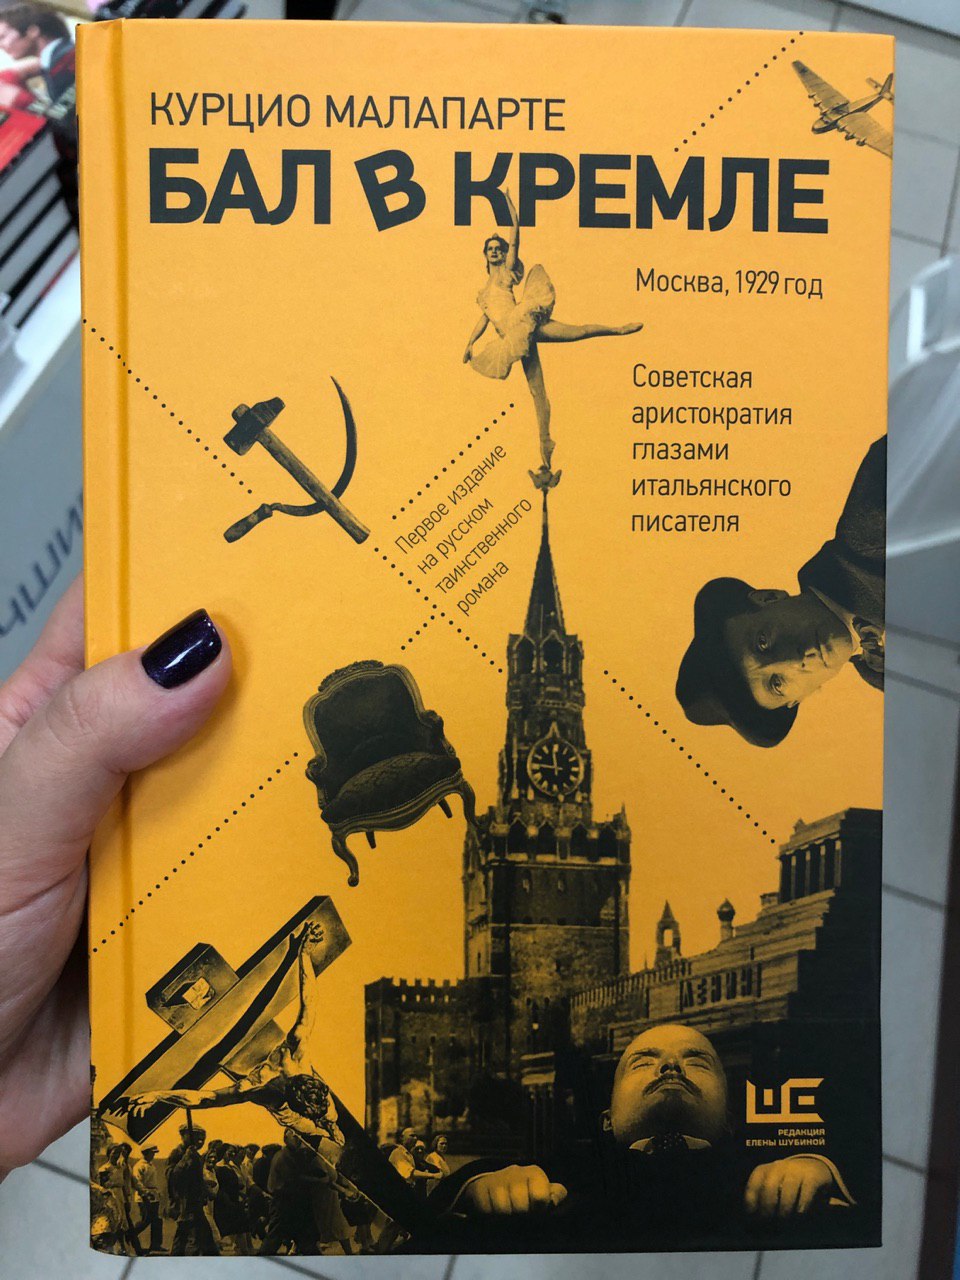 КУРЦИО МАЛАПАРТЕ
БАЛ В КРЕМЛЕ
Москва, 1929 год
Советская
аристократия
глазами
итальянского
писателя
Первое издание
на русском
таинственного
романа
ЛЕНИН
РЕДАКЦИЯ
ЕЛЕНЫ ШУБИНОЙ